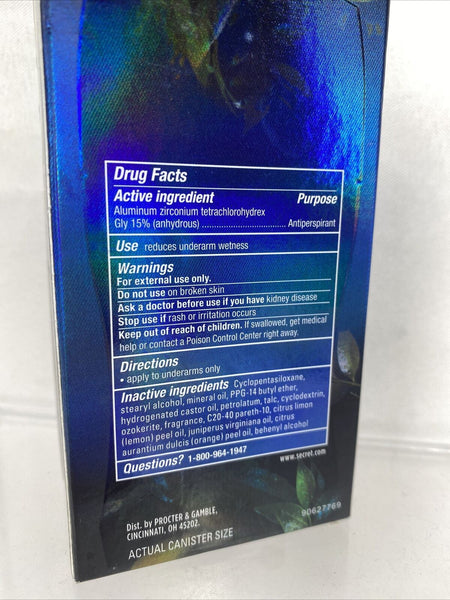 Drug Facts
Active ingredient Purpose
Aluminum zirconium tetrachlorohydrex
Gly 15% (anhydrous) ................................ Antiperspirant
Use reduces underarm wetness
Warnings
For external use only.
Do not use on broken skin
Ask a doctor before use if you have kidney disease
Stop use if rash or irritation occurs
Keep out of reach of children. If swallowed, get medical
help or contact a Poison Control Center right away.
Directions
• apply to underarms only
Inactive ingredients Cyclopentasiloxane,
stearyl alcohol, mineral oil, PPG-14 butyl ether,
hydrogenated castor oil, petrolatum, talc, cyclodextrin,
ozokerite, fragrance, C20-40 pareth-10, citrus limon
(lemon) peel oil, juniperus virginiana oil, citrus
aurantium dulcis (orange) peel oil, behenyl alcohol
Questions? 1-800-964-1947
www.secret.com
Dist. by PROCTER & GAMBLE,
CINCINNATI, OH 45202.
90627769
ACTUAL CANISTER SIZE